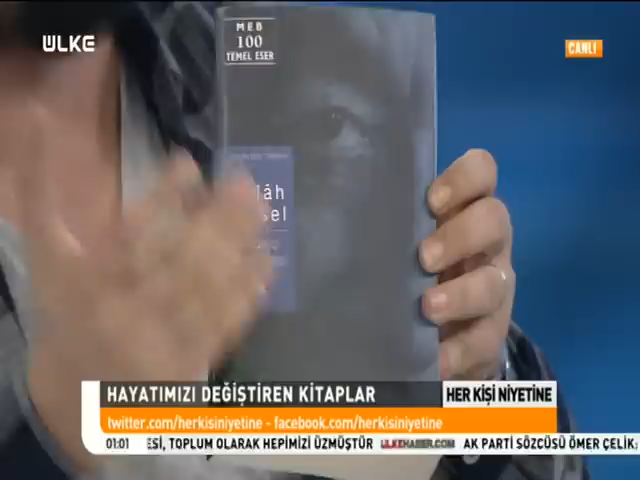 ÜLKE
CANLI
MEB
100
TEMEL ESER
lâh
sel
HAYATIMIZI DEĞİŞTİREN KİTAPLAR
HER KİŞİ NİYETİNE
twitter.com/herkisiniyetine - facebook.com/herkisiniyetine
01:01 ESİ, TOPLUM OLARAK HEPİMİZİ ÜZMÜŞTÜR ULKEHABER.COM AK PARTİ SÖZCÜSÜ ÖMER ÇELİK: